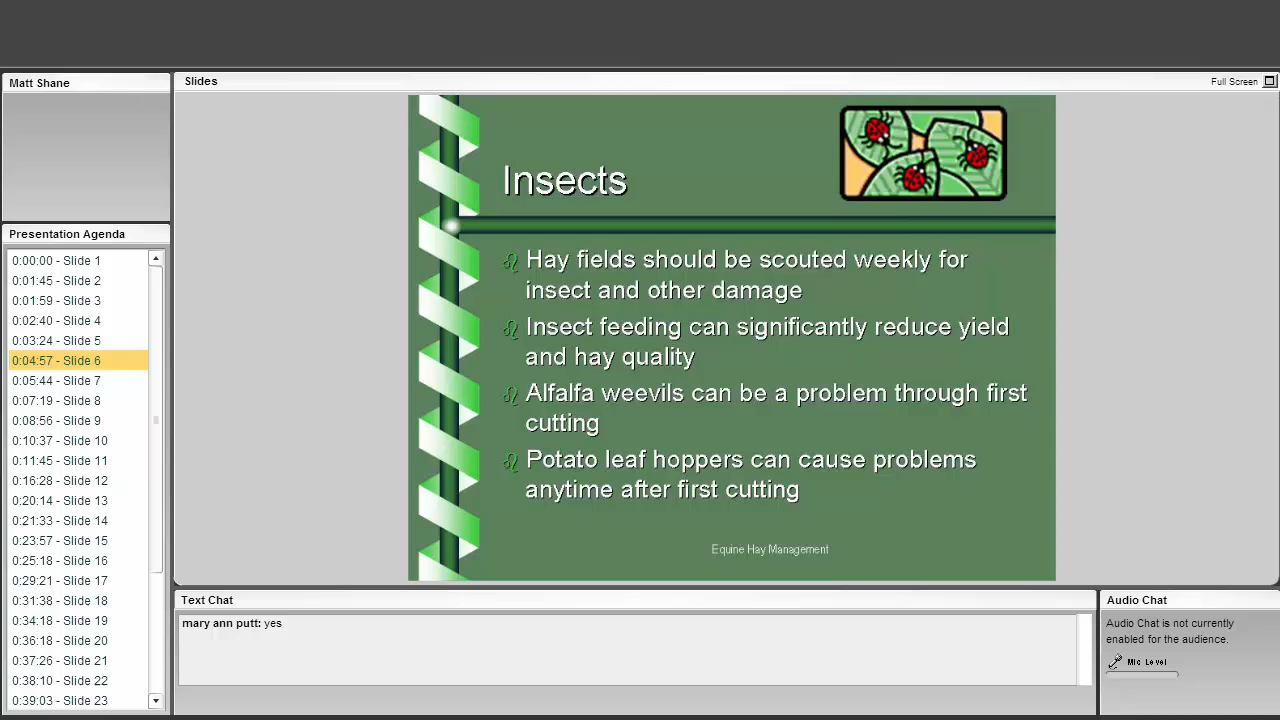 Matt Shane
Slides
Full Screen
Presentation Agenda
0:00:00 - Slide 1
0:01:45 - Slide 2
0:01:59 - Slide 3
0:02:40 - Slide 4
0:03:24 - Slide 5
0:04:57 - Slide 6
0:05:44 - Slide 7
0:07:19 - Slide 8
0:08:56 - Slide 9
0:10:37 - Slide 10
0:11:45 - Slide 11
0:16:28 - Slide 12
0:20:14 - Slide 13
0:21:33 - Slide 14
0:23:57 - Slide 15
0:25:18 - Slide 16
0:29:21 - Slide 17
0:31:38 - Slide 18
0:34:18 - Slide 19
0:36:18 - Slide 20
0:37:26 - Slide 21
0:38:10 - Slide 22
0:39:03 - Slide 23
Insects
Hay fields should be scouted weekly for
insect and other damage
Insect feeding can significantly reduce yield
and hay quality
Alfalfa weevils can be a problem through first
cutting
Potato leaf hoppers can cause problems
anytime after first cutting
Equine Hay Management
Text Chat
mary ann putt: yes
Audio Chat
Audio Chat is not currently
enabled for the audience.
Mic Level